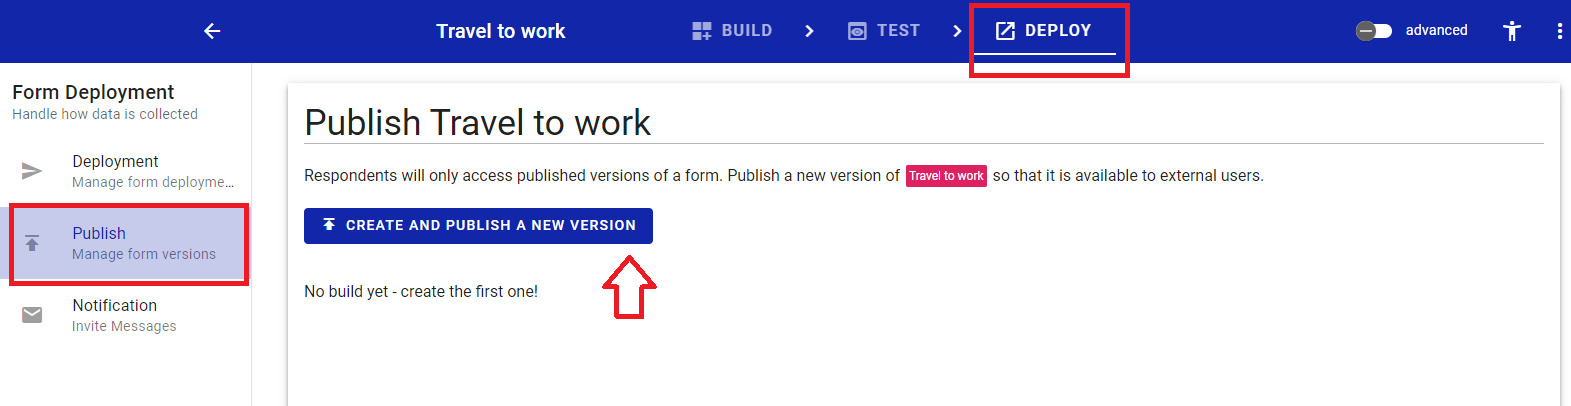 Travel to work
BUILD
TEST
DEPLOY
advanced
Form Deployment
Handle how data is collected
Deployment
Manage form deployme...
Publish
Manage form versions
Notification
Invite Messages
Publish Travel to work
Respondents will only access published versions of a form. Publish a new version of Travel to work so that it is available to external users.
CREATE AND PUBLISH A NEW VERSION
No build yet - create the first one!